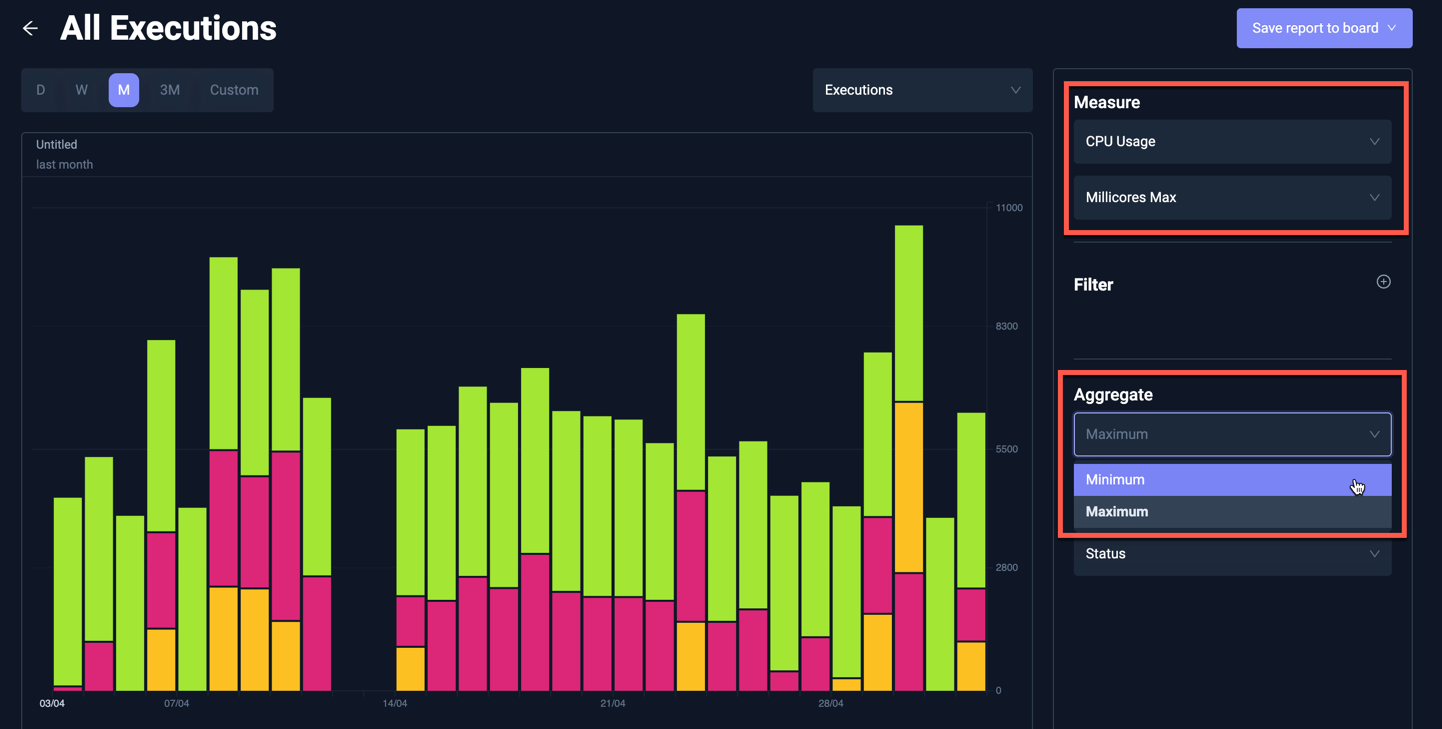 All Executions
Save report to board
D W M 3M Custom
Executions
Untitled
last month
11000
8300
5500
2800
0
03/04 07/04 14/04 21/04 28/04
Measure
CPU Usage
Millicores Max
Filter
Aggregate
Maximum
Minimum
Maximum
Status